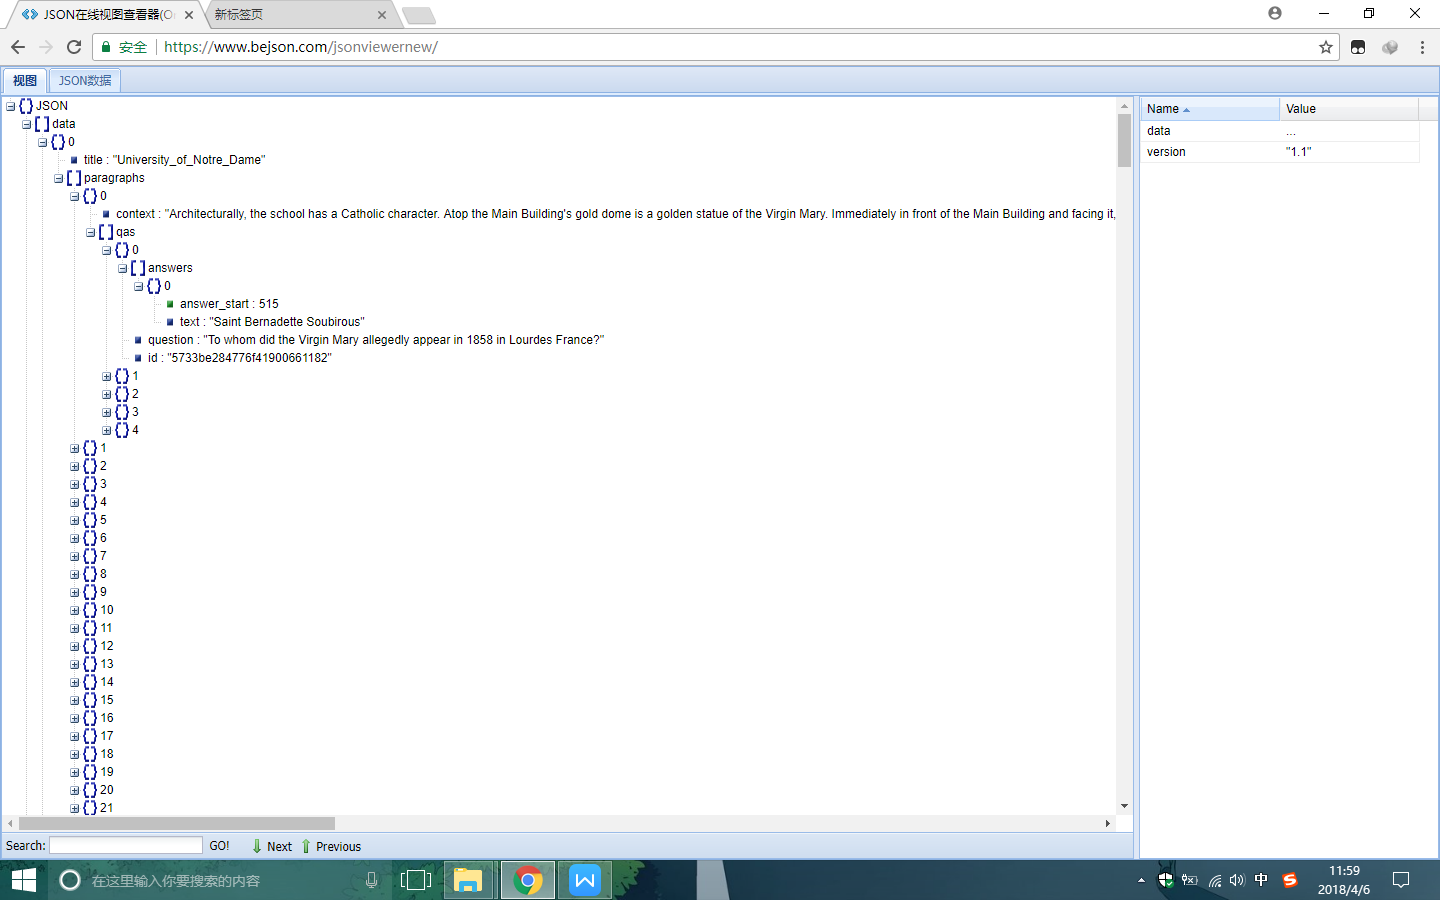 JSON在线视图查看器(O
新标签页
安全
https://www.bejson.com/jsonviewernew/
视图
JSON数据
JSON
data
0
title : "University_of_Notre_Dame"
paragraphs
0
context : "Architecturally, the school has a Catholic character. Atop the Main Building's gold dome is a golden statue of the Virgin Mary. Immediately in front of the Main Building and facing it,
qas
0
answers
0
answer_start : 515
text : "Saint Bernadette Soubirous"
question : "To whom did the Virgin Mary allegedly appear in 1858 in Lourdes France?"
id : "5733be284776f41900661182"
1
2
3
4
1
2
3
4
5
6
7
8
9
10
11
12
13
14
15
16
17
18
19
20
21
Name Value
data ...
version "1.1"
Search: GO! Next Previous
在这里输入你要搜索的内容
中
11:59
2018/4/6